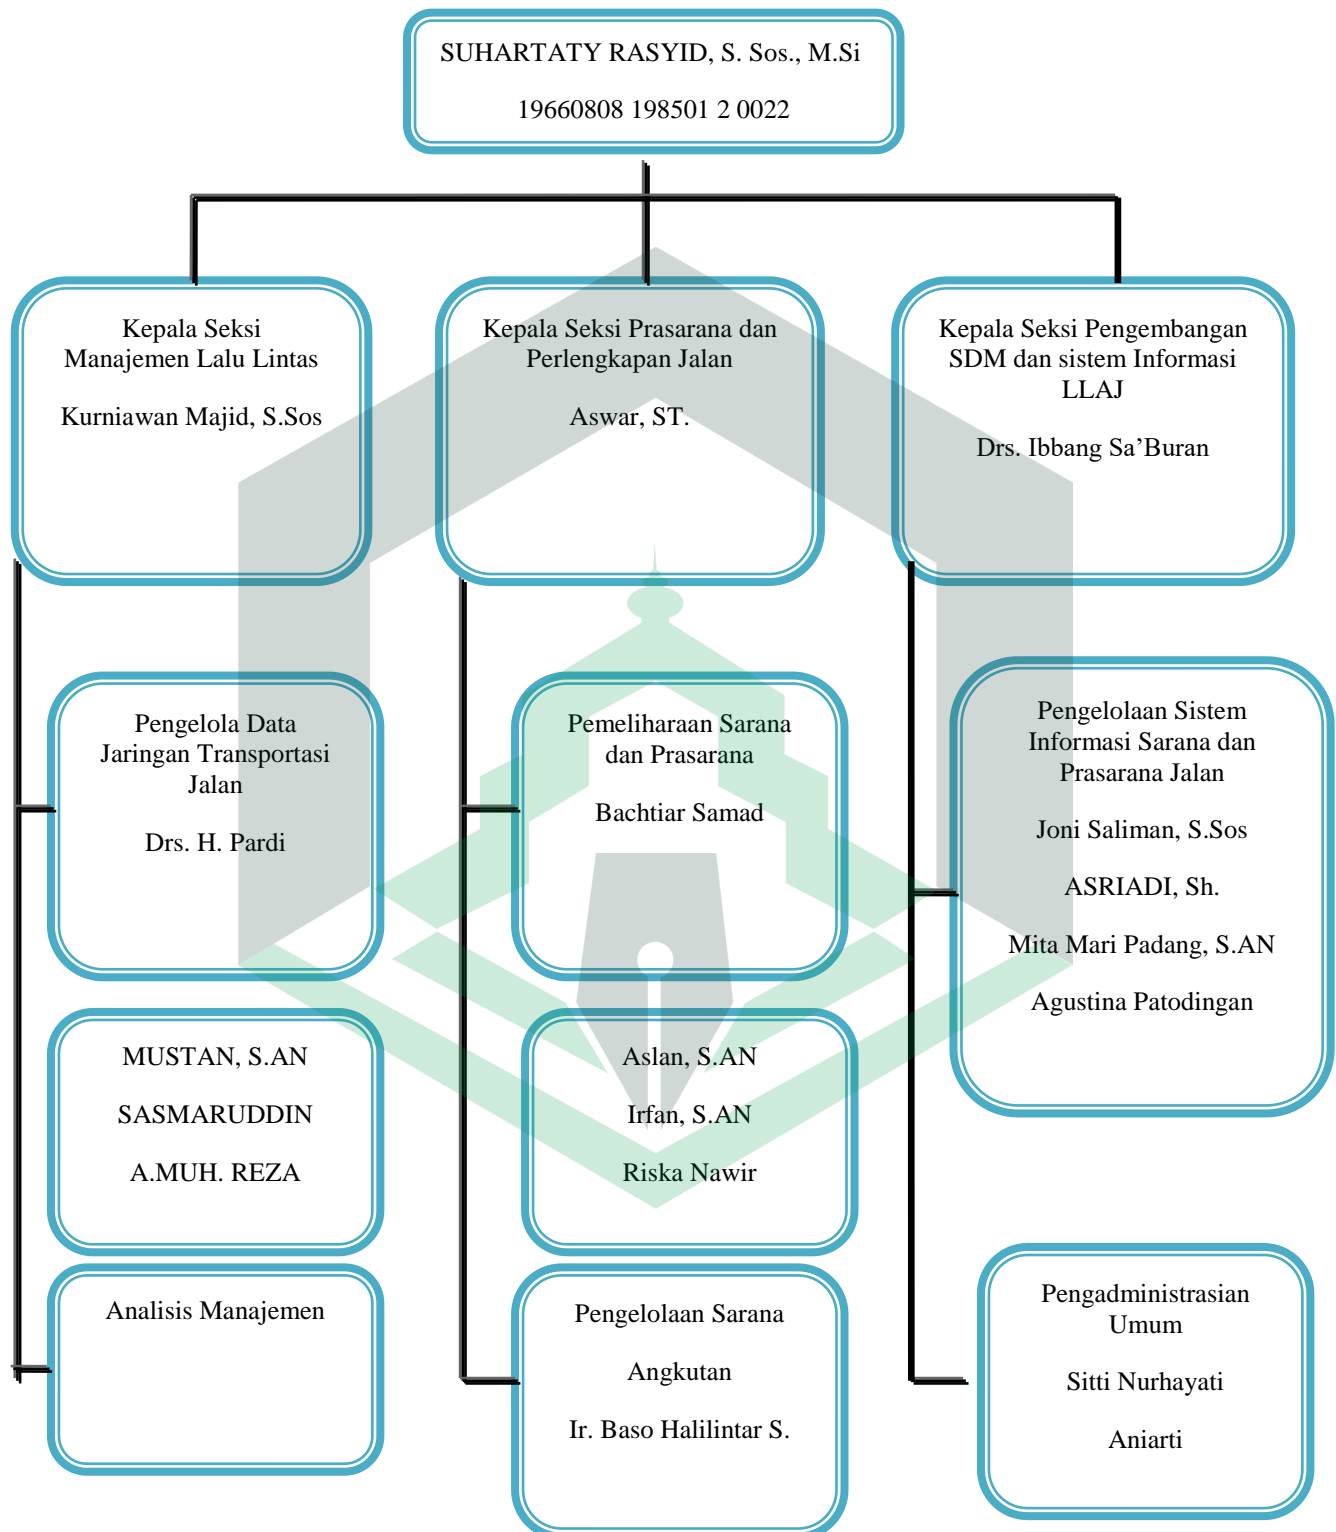 SUHARTATY RASYID, S. Sos., M.Si
19660808 198501 2 0022
Kepala Seksi
Manajemen Lalu Lintas
Kurniawan Majid, S.Sos
Kepala Seksi Prasarana dan
Perlengkapan Jalan
Aswar, ST.
Kepala Seksi Pengembangan
SDM dan sistem Informasi
LLAJ
Drs. Ibbang Sa’Buran
Pengelola Data
Jaringan Transportasi
Jalan
Drs. H. Pardi
Pemeliharaan Sarana
dan Prasarana
Bachtiar Samad
Pengelolaan Sistem
Informasi Sarana dan
Prasarana Jalan
Joni Saliman, S.Sos
ASRIADI, Sh.
Mita Mari Padang, S.AN
Agustina Patodingan
MUSTAN, S.AN
SASMARUDDIN
A.MUH. REZA
Aslan, S.AN
Irfan, S.AN
Riska Nawir
Analisis Manajemen
Pengelolaan Sarana
Angkutan
Ir. Baso Halilintar S.
Pengadministrasian
Umum
Sitti Nurhayati
Aniarti